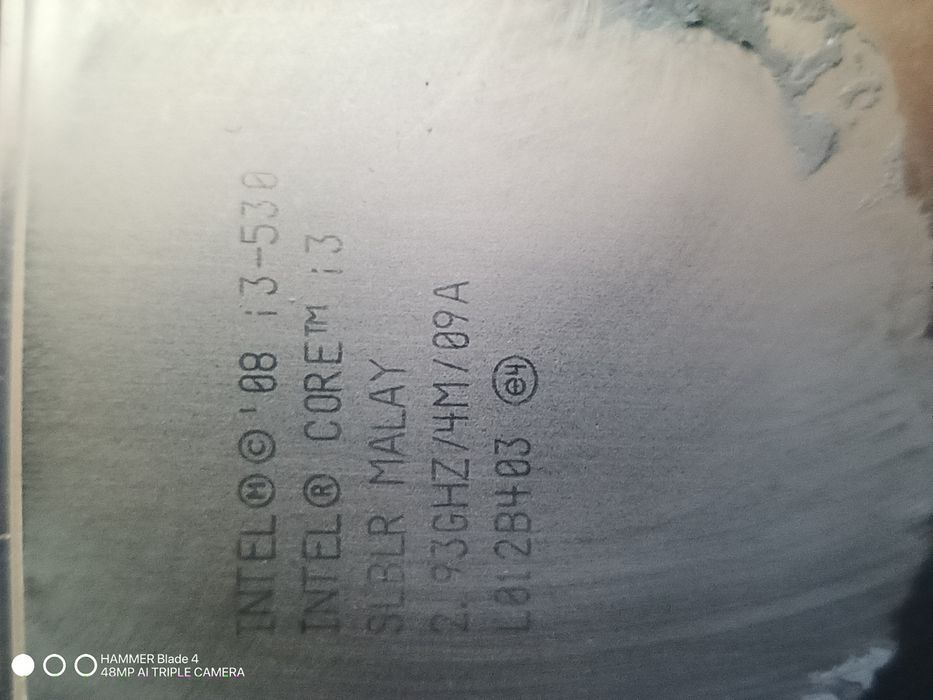 INTEL Ⓜ © '08 i3-530
INTEL® CORE™ i3
SLBLR MALAY
2.93GHZ/4M/09A
L012B403 e4
HAMMER Blade 4
48MP AI TRIPLE CAMERA